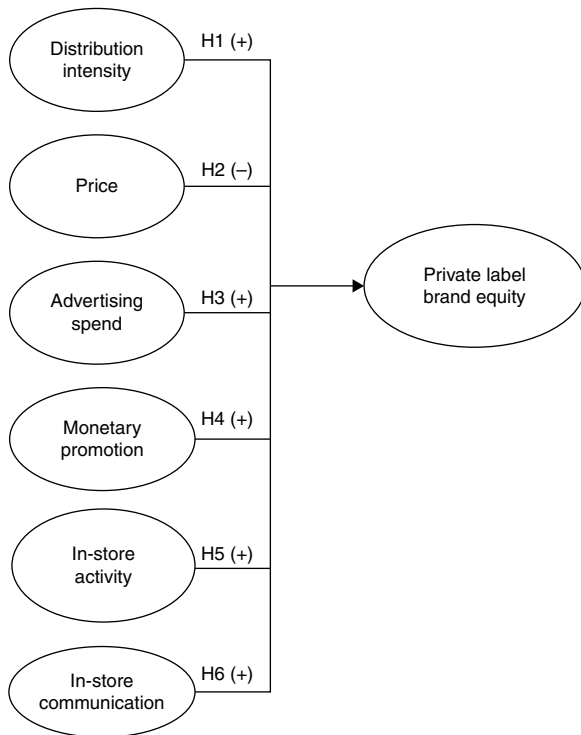 Distribution
intensity
H1 (+)
Price
H2 (–)
Advertising
spend
H3 (+)
Monetary
promotion
H4 (+)
In-store
activity
H5 (+)
In-store
communication
H6 (+)
Private label
brand equity